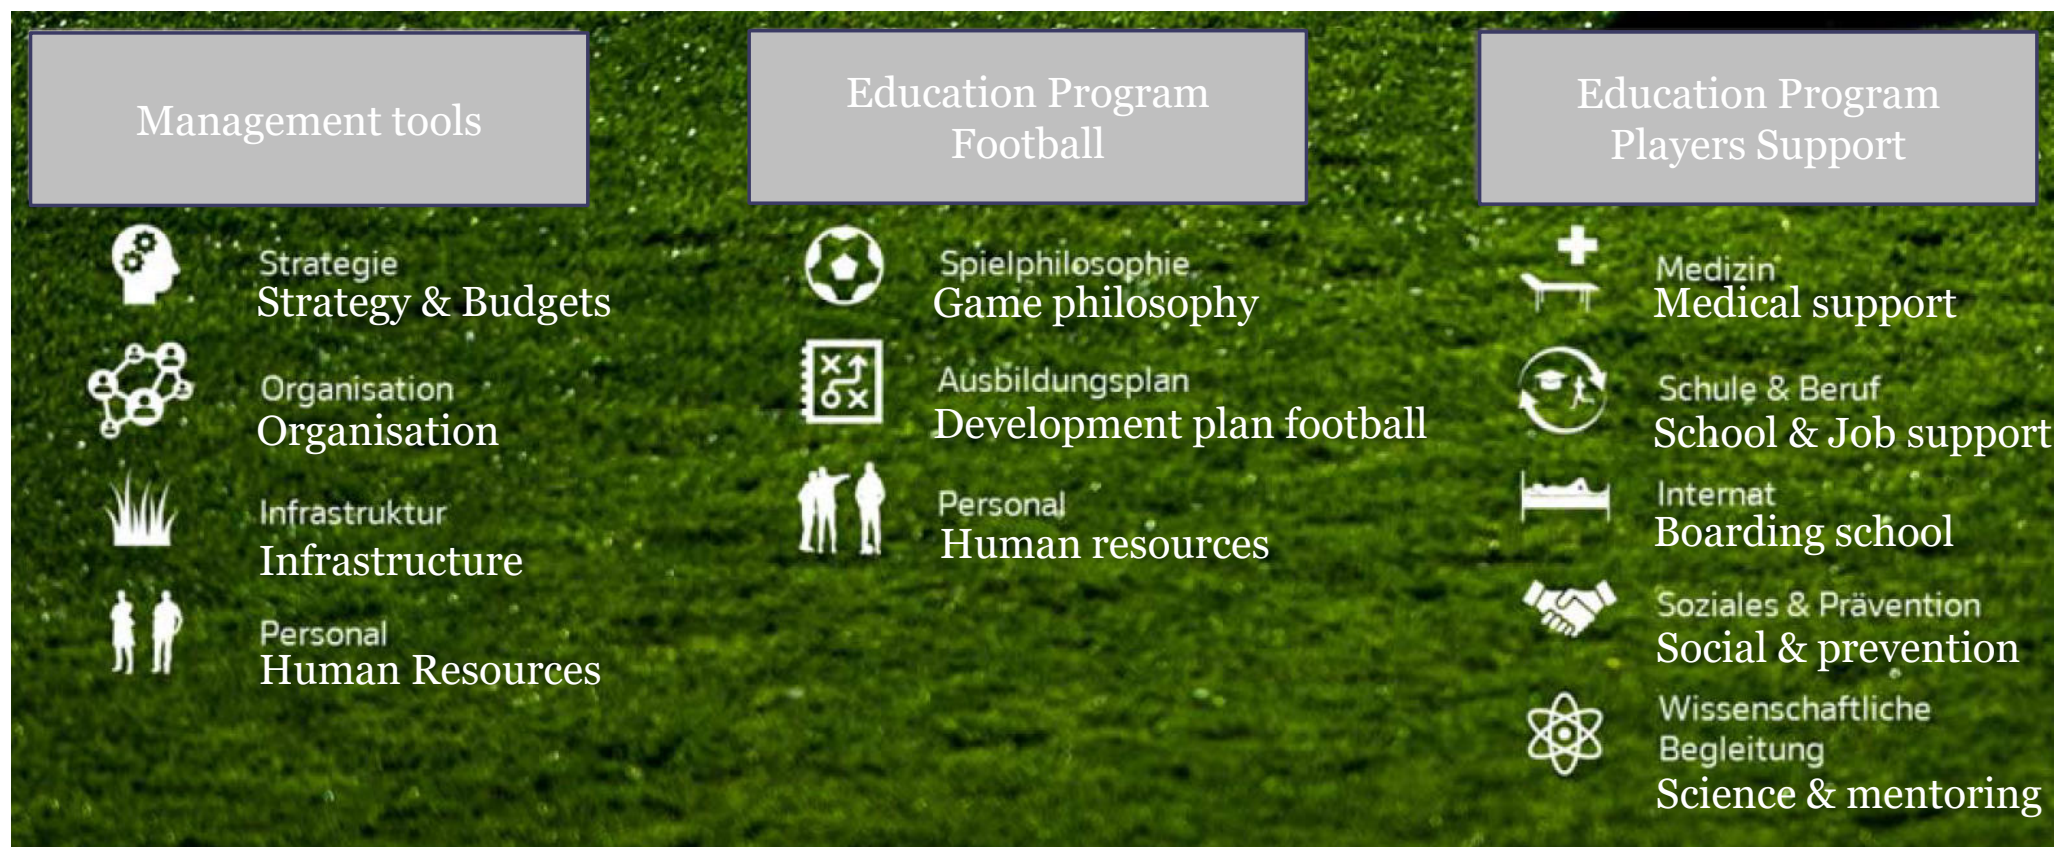 Management tools
Strategie
Strategy & Budgets
Organisation
Organisation
Infrastruktur
Infrastructure
Personal
Human Resources
Education Program
Football
Spielphilosophie
Game philosophy
Ausbildungsplan
Development plan football
Personal
Human resources
Education Program
Players Support
Medizin
Medical support
Schule & Beruf
School & Job support
Internat
Boarding school
Soziales & Prävention
Social & prevention
Wissenschaftliche
Begleitung
Science & mentoring